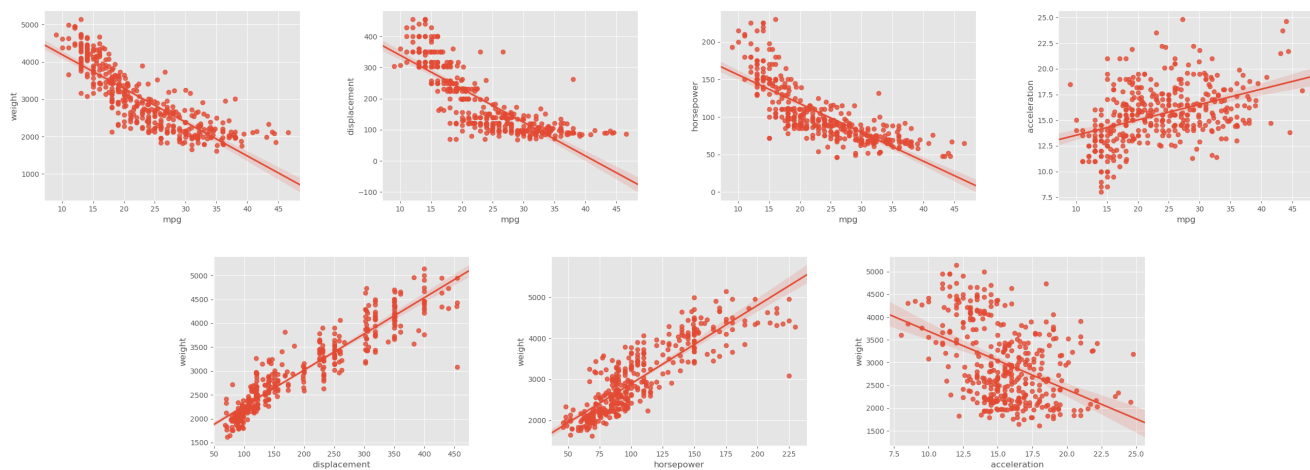 5000
4000
3000
2000
1000
weight
10 15 20 25 30 35 40 45
mpg
400
300
200
100
0
−100
displacement
10 15 20 25 30 35 40 45
mpg
200
150
100
50
0
horsepower
10 15 20 25 30 35 40 45
mpg
25.0
22.5
20.0
17.5
15.0
12.5
10.0
7.5
acceleration
10 15 20 25 30 35 40 45
mpg
5000
4500
4000
3500
3000
2500
2000
1500
weight
50 100 150 200 250 300 350 400 450
displacement
5000
4000
3000
2000
weight
50 75 100 125 150 175 200 225
horsepower
5000
4500
4000
3500
3000
2500
2000
1500
weight
7.5 10.0 12.5 15.0 17.5 20.0 22.5 25.0
acceleration